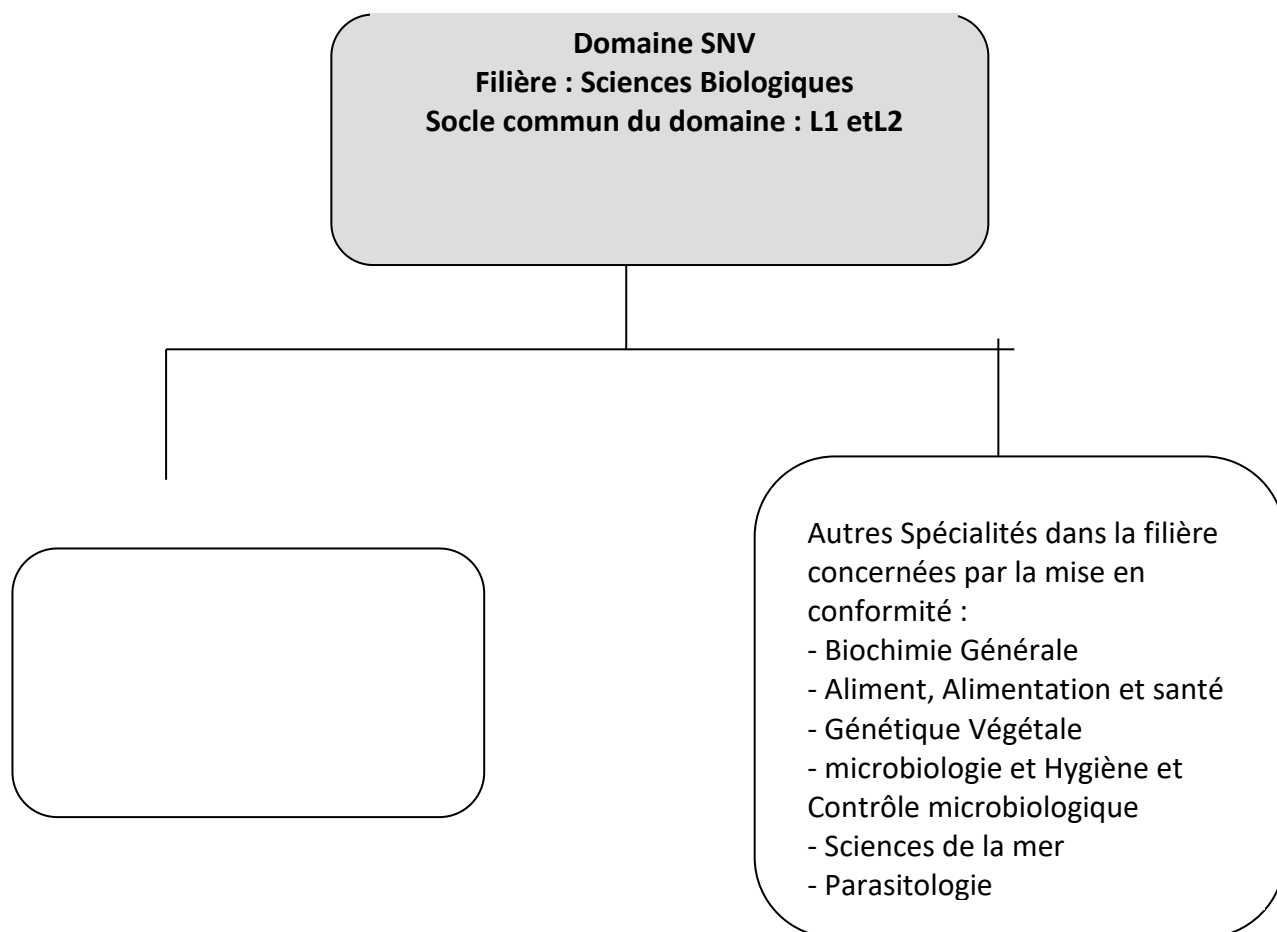 Domaine SNV
Filière : Sciences Biologiques
Socle commun du domaine : L1 etL2
Autres Spécialités dans la filière
concernées par la mise en
conformité :
- Biochimie Générale
- Aliment, Alimentation et santé
- Génétique Végétale
- microbiologie et Hygiène et
Contrôle microbiologique
- Sciences de la mer
- Parasitologie